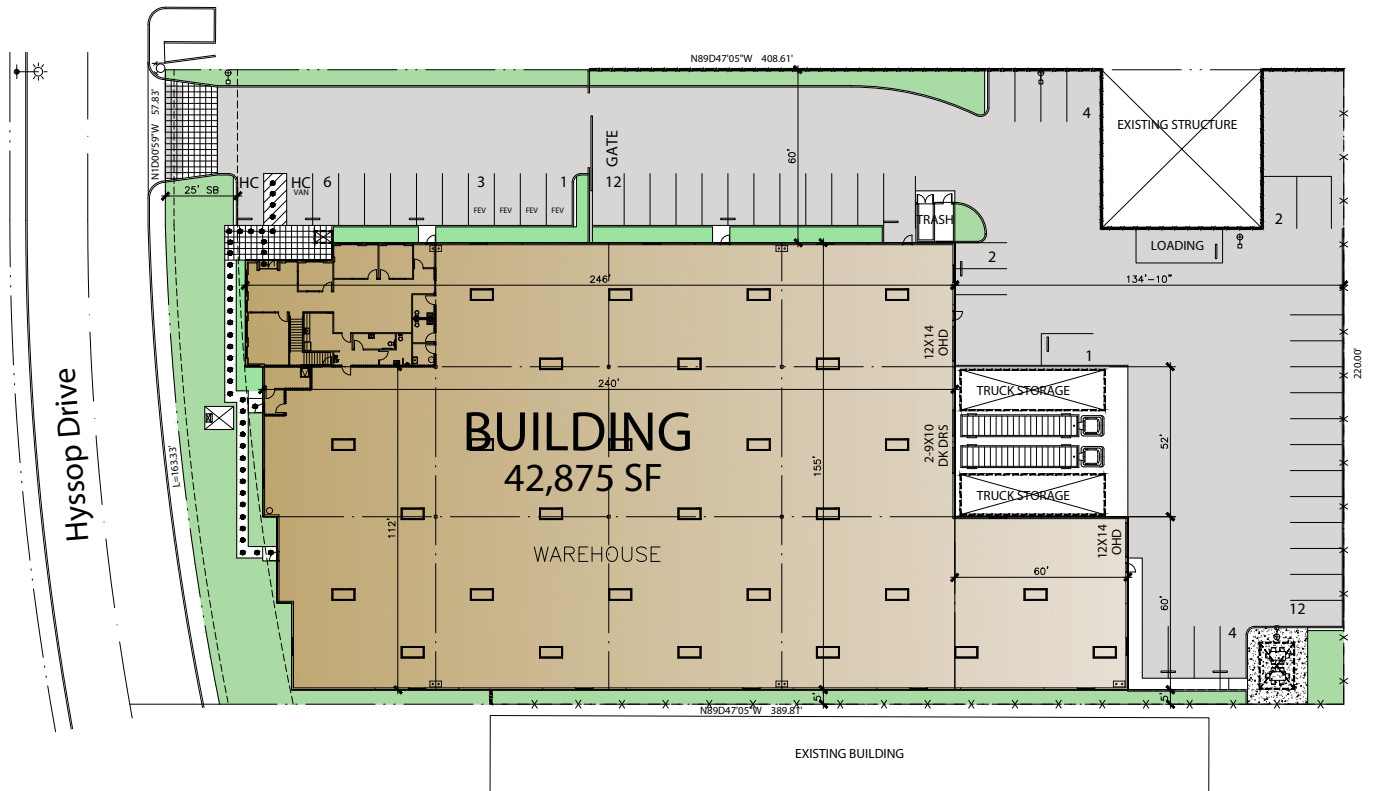 N89D47'05"W 408.61'
N1D00'59"W 57.83'
4
EXISTING STRUCTURE
GATE
60'
HC
HC
VAN
6
3
1
12
25' SB
FEV
FEV
FEV
FEV
TRASH
2
LOADING
2
246'
134'-10"
12X14
OHD
1
220.00'
240'
TRUCK STORAGE
Hyssop Drive
BUILDING
42,875 SF
2-9X10
DK DRS
52'
L=163.33'
155'
TRUCK STORAGE
112'
WAREHOUSE
12X14
OHD
60'
60'
12
4
5'
5'
N89D47'05"W 389.81'
EXISTING BUILDING